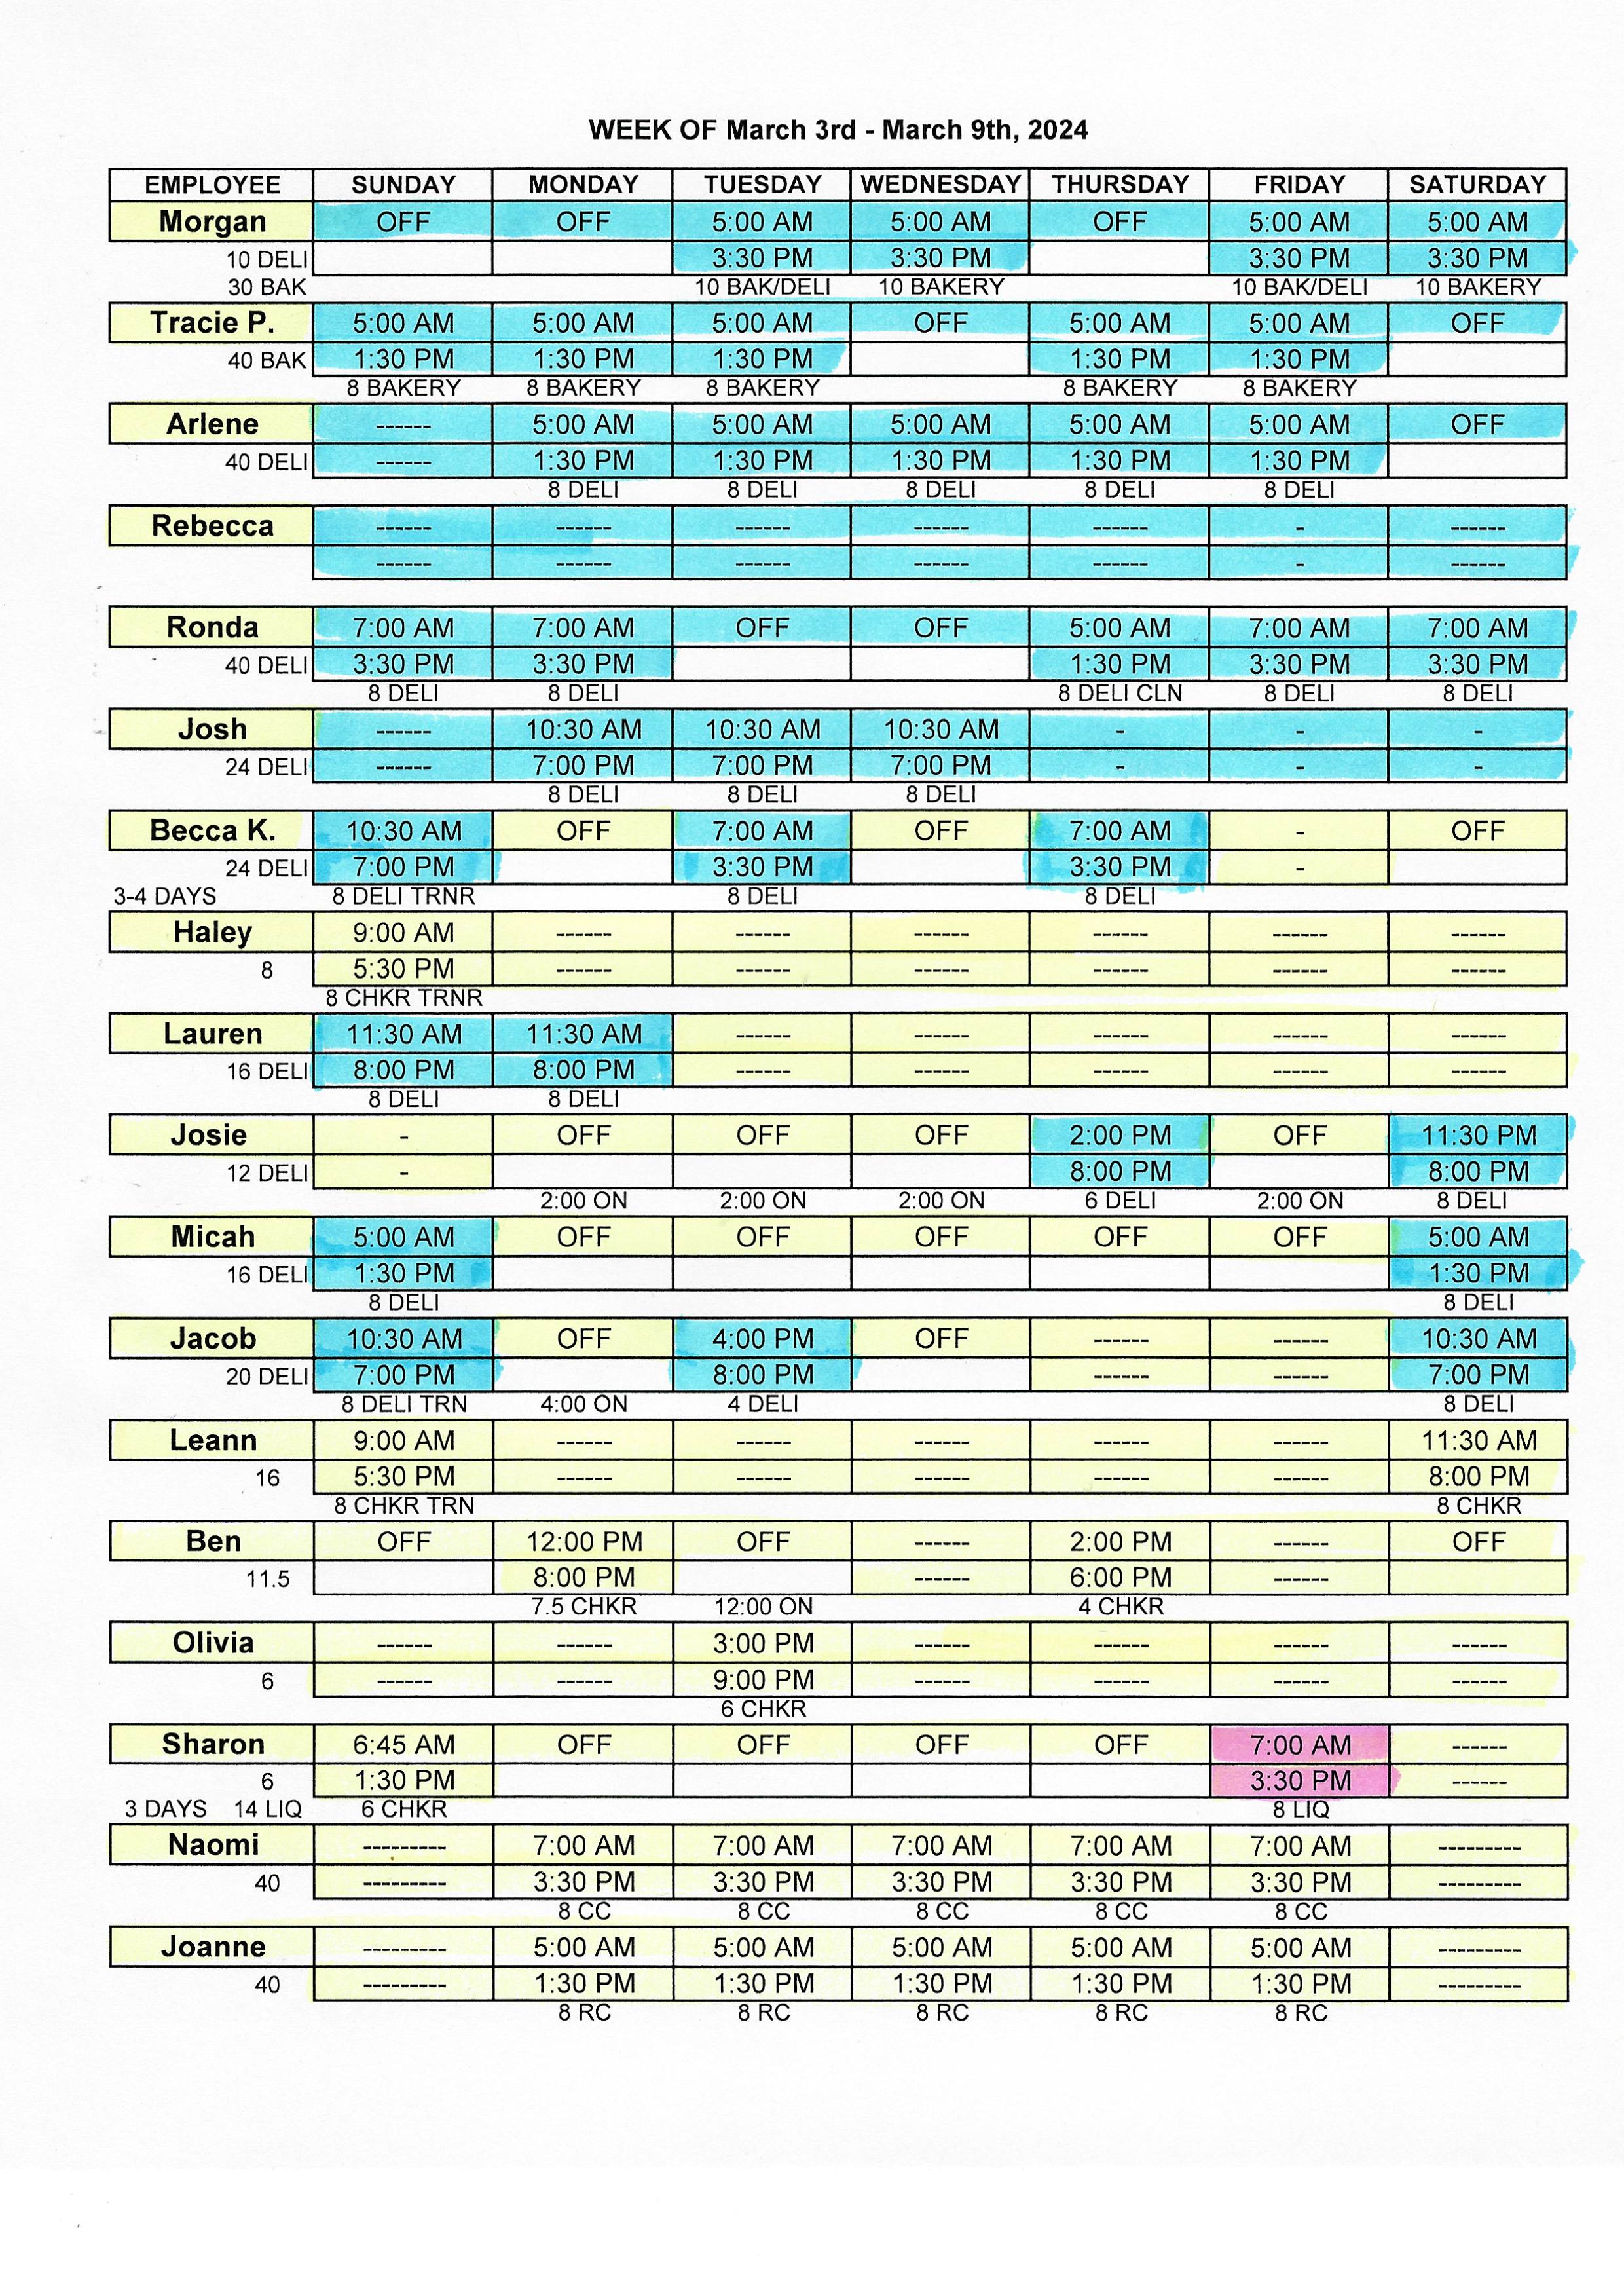 WEEK OF March 3rd - March 9th, 2024
EMPLOYEE SUNDAY MONDAY TUESDAY WEDNESDAY THURSDAY FRIDAY SATURDAY
Morgan OFF OFF 5:00 AM 5:00 AM OFF 5:00 AM 5:00 AM
10 DELI 3:30 PM 3:30 PM 3:30 PM 3:30 PM
30 BAK 10 BAK/DELI 10 BAKERY 10 BAK/DELI 10 BAKERY
Tracie P. 5:00 AM 5:00 AM 5:00 AM OFF 5:00 AM 5:00 AM OFF
40 BAK 1:30 PM 1:30 PM 1:30 PM 1:30 PM 1:30 PM
8 BAKERY 8 BAKERY 8 BAKERY 8 BAKERY 8 BAKERY
Arlene ------ 5:00 AM 5:00 AM 5:00 AM 5:00 AM 5:00 AM OFF
40 DELI ------ 1:30 PM 1:30 PM 1:30 PM 1:30 PM 1:30 PM
8 DELI 8 DELI 8 DELI 8 DELI 8 DELI
Rebecca ------ ------ ------ ------ ------ - ------
------ ------ ------ ------ ------ - ------
Ronda 7:00 AM 7:00 AM OFF OFF 5:00 AM 7:00 AM 7:00 AM
40 DELI 3:30 PM 3:30 PM 1:30 PM 3:30 PM 3:30 PM
8 DELI 8 DELI 8 DELI CLN 8 DELI 8 DELI
Josh ------ 10:30 AM 10:30 AM 10:30 AM - - -
24 DELI ------ 7:00 PM 7:00 PM 7:00 PM - - -
8 DELI 8 DELI 8 DELI
Becca K. 10:30 AM OFF 7:00 AM OFF 7:00 AM - OFF
24 DELI 7:00 PM 3:30 PM 3:30 PM -
3-4 DAYS 8 DELI TRNR 8 DELI 8 DELI
Haley 9:00 AM ------ ------ ------ ------ ------ ------
8 5:30 PM ------ ------ ------ ------ ------ ------
8 CHKR TRNR
Lauren 11:30 AM 11:30 AM ------ ------ ------ ------ ------
16 DELI 8:00 PM 8:00 PM ------ ------ ------ ------ ------
8 DELI 8 DELI
Josie - OFF OFF OFF 2:00 PM OFF 11:30 PM
12 DELI - 8:00 PM 8:00 PM
2:00 ON 2:00 ON 2:00 ON 6 DELI 2:00 ON 8 DELI
Micah 5:00 AM OFF OFF OFF OFF OFF 5:00 AM
16 DELI 1:30 PM 1:30 PM
8 DELI 8 DELI
Jacob 10:30 AM OFF 4:00 PM OFF ------ ------ 10:30 AM
20 DELI 7:00 PM 8:00 PM ------ ------ 7:00 PM
8 DELI TRN 4:00 ON 4 DELI 8 DELI
Leann 9:00 AM ------ ------ ------ ------ ------ 11:30 AM
16 5:30 PM ------ ------ ------ ------ ------ 8:00 PM
8 CHKR TRN 8 CHKR
Ben OFF 12:00 PM OFF ------ 2:00 PM ------ OFF
11.5 8:00 PM ------ 6:00 PM ------
7.5 CHKR 12:00 ON 4 CHKR
Olivia ------ ------ 3:00 PM ------ ------ ------ ------
6 ------ ------ 9:00 PM ------ ------ ------ ------
6 CHKR
Sharon 6:45 AM OFF OFF OFF OFF 7:00 AM ------
6 1:30 PM 3:30 PM ------
3 DAYS 14 LIQ 6 CHKR 8 LIQ
Naomi --------- 7:00 AM 7:00 AM 7:00 AM 7:00 AM 7:00 AM ---------
40 --------- 3:30 PM 3:30 PM 3:30 PM 3:30 PM 3:30 PM ---------
8 CC 8 CC 8 CC 8 CC 8 CC
Joanne --------- 5:00 AM 5:00 AM 5:00 AM 5:00 AM 5:00 AM ---------
40 --------- 1:30 PM 1:30 PM 1:30 PM 1:30 PM 1:30 PM ---------
8 RC 8 RC 8 RC 8 RC 8 RC